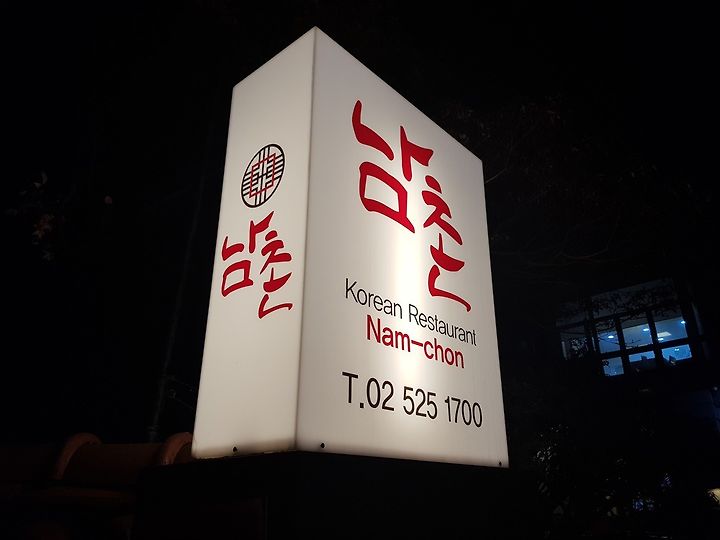 남촌
남촌
Korean Restaurant
Nam-chon
T.02 525 1700